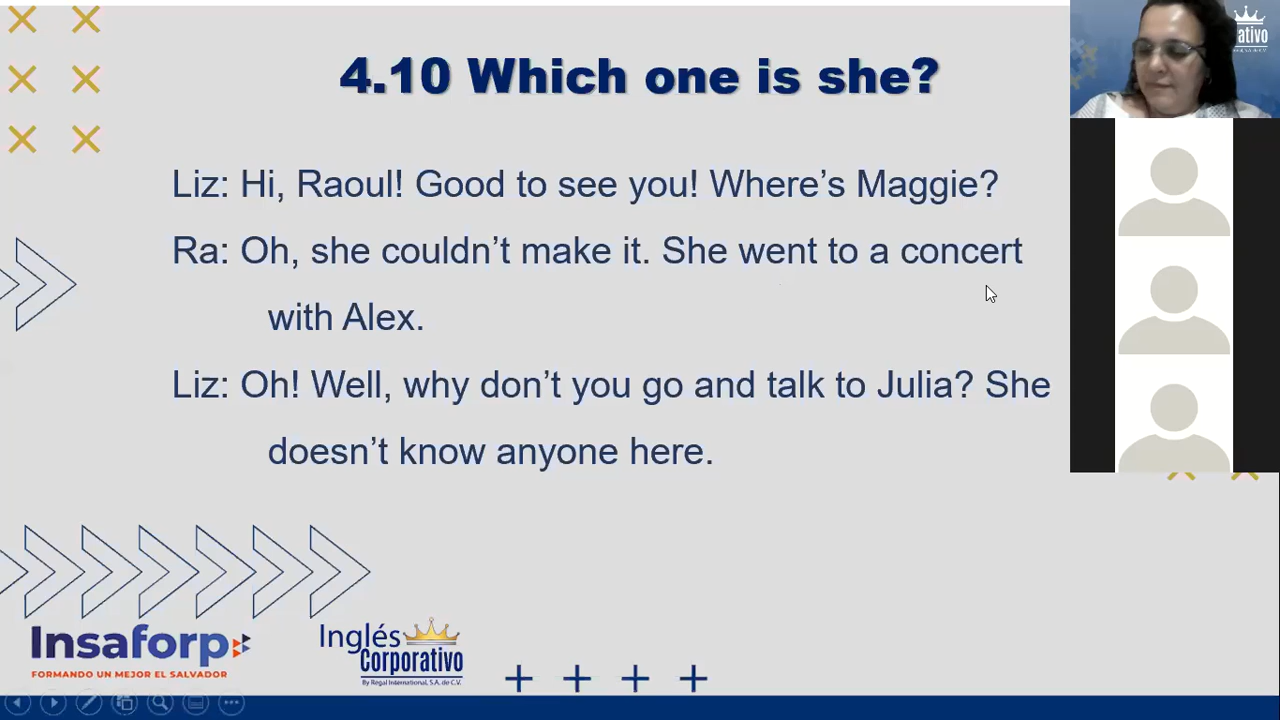 4.10 Which one is she?
Liz: Hi, Raoul! Good to see you! Where's Maggie?
Ra: Oh, she couldn't make it. She went to a concert
with Alex.
Liz: Oh! Well, why don't you go and talk to Julia? She
doesn't know anyone here.
Insaforp
FORMANDO UN MEJOR EL SALVADOR
Inglés
Corporativo
By Regal International, S.A. de C.V.
ativo